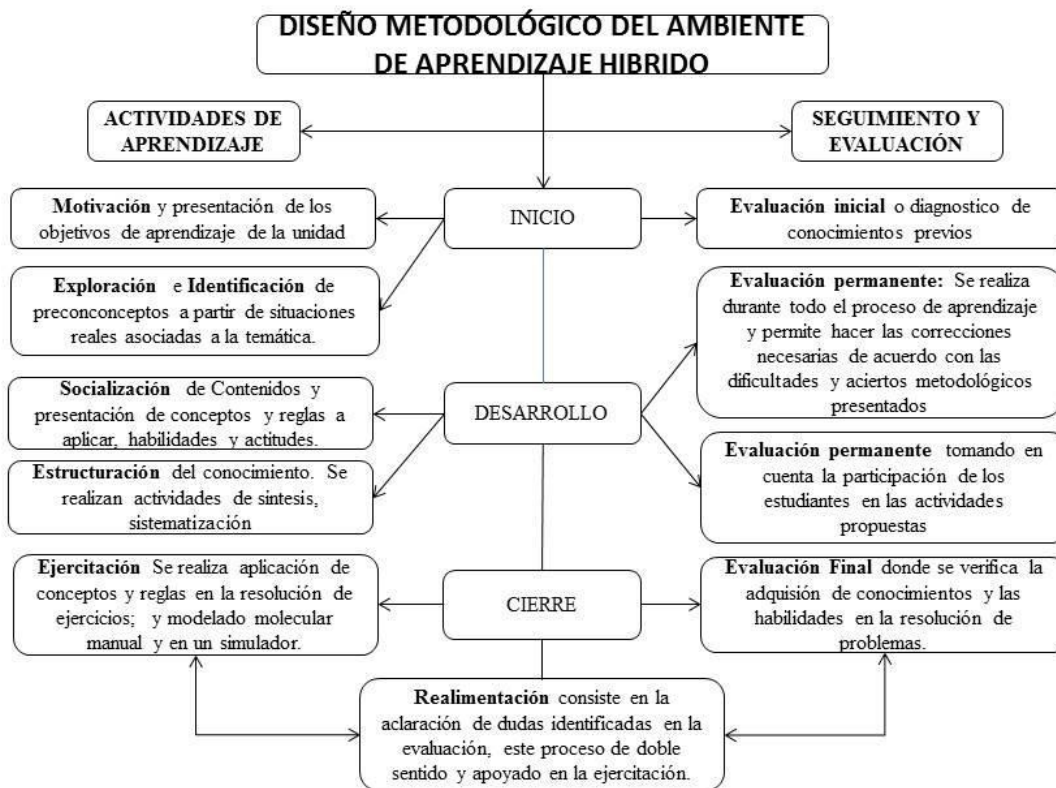 DISEÑO METODOLÓGICO DEL AMBIENTE
DE APRENDIZAJE HIBRIDO
ACTIVIDADES DE
APRENDIZAJE
SEGUIMIENTO Y
EVALUACIÓN
Motivación y presentación de los
objetivos de aprendizaje de la unidad
INICIO
Evaluación inicial o diagnostico de
conocimientos previos
Exploración e Identificación de
preconconceptos a partir de situaciones
reales asociadas a la temática.
Evaluación permanente: Se realiza
durante todo el proceso de aprendizaje
y permite hacer las correcciones
necesarias de acuerdo con las
dificultades y aciertos metodológicos
presentados
Socialización de Contenidos y
presentación de conceptos y reglas a
aplicar, habilidades y actitudes.
DESARROLLO
Estructuración del conocimiento. Se
realizan actividades de sintesis,
sistematización
Evaluación permanente tomando en
cuenta la participación de los
estudiantes en las actividades
propuestas
Ejercitación Se realiza aplicación de
conceptos y reglas en la resolución de
ejercicios; y modelado molecular
manual y en un simulador.
CIERRE
Evaluación Final donde se verifica la
adquisión de conocimientos y las
habilidades en la resolución de
problemas.
Realimentación consiste en la
aclaración de dudas identificadas en la
evaluación, este proceso de doble
sentido y apoyado en la ejercitación.